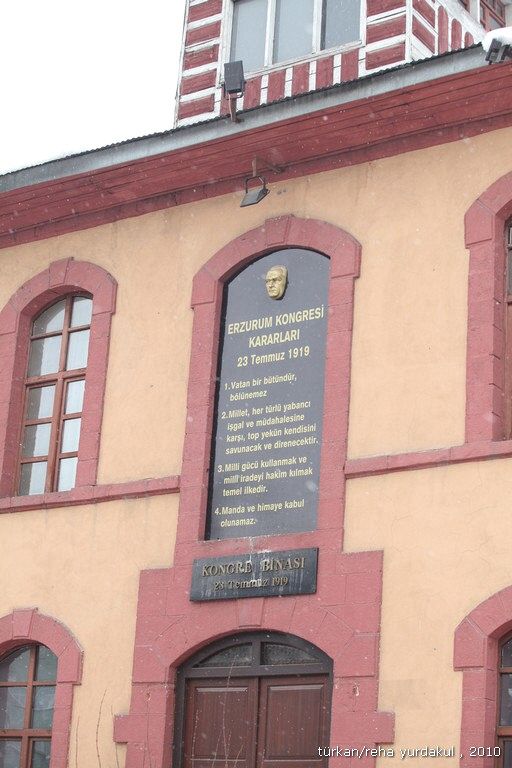 ERZURUM KONGRESİ
KARARLARI
23 Temmuz 1919
1.Vatan bir bütündür,
bölünemez
2.Millet, her türlü yabancı
işgal ve müdahalesine
karşı, top yekün kendisini
savunacak ve direnecektir.
3.Milli gücü kullanmak ve
milli iradeyi hakim kılmak
temel ilkedir.
4.Manda ve himaye kabul
olunamaz.
KONGRE BİNASI
23 Temmuz 1919
türkan/reha yurdakul , 2010